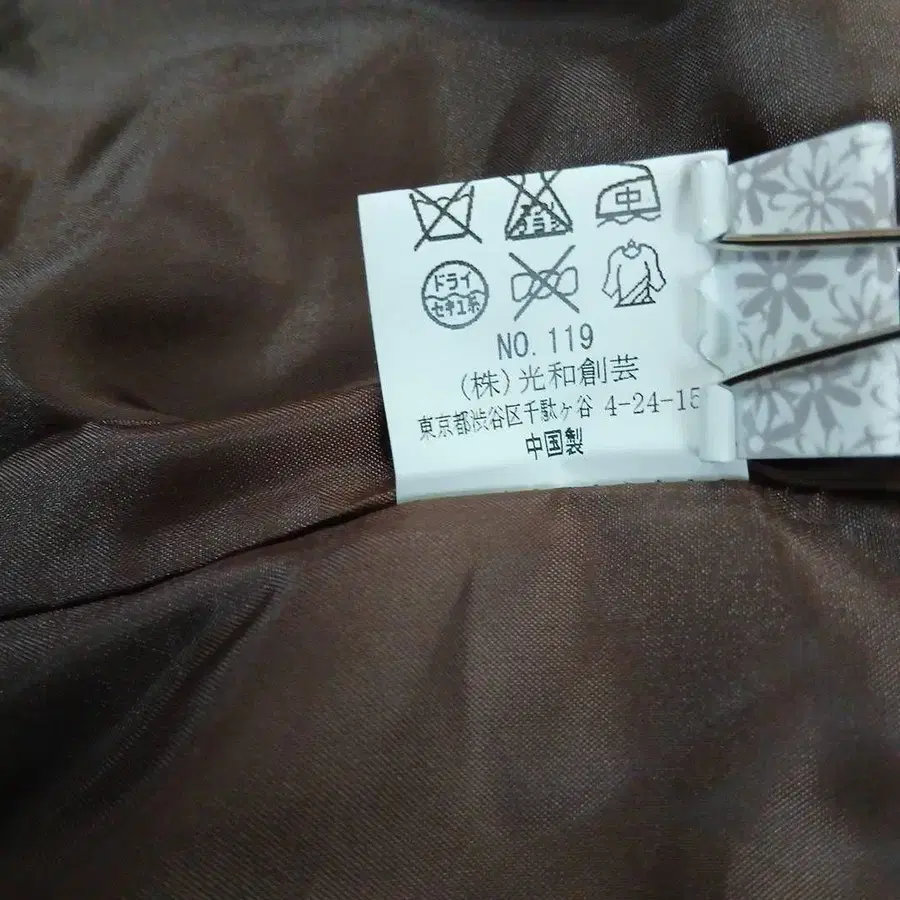 中
ドライ
セキユ系
NO. 119
(株)光和創芸
東京都渋谷区千駄ヶ谷 4-24-15
中国製